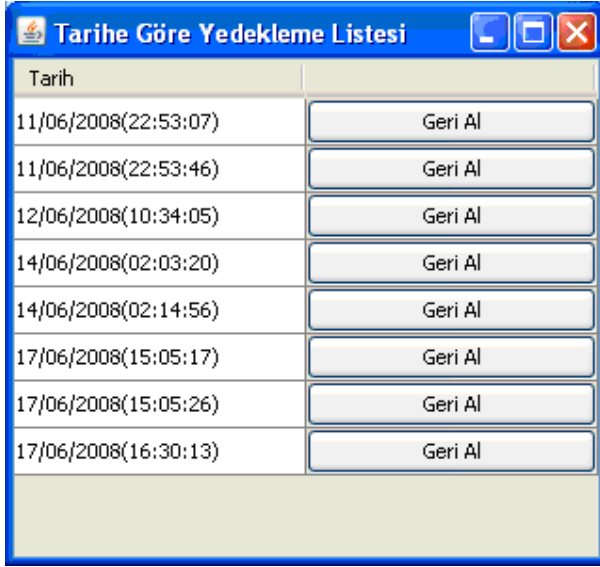 Tarihe Göre Yedekleme Listesi
Tarih
11/06/2008(22:53:07) Geri Al
11/06/2008(22:53:46) Geri Al
12/06/2008(10:34:05) Geri Al
14/06/2008(02:03:20) Geri Al
14/06/2008(02:14:56) Geri Al
17/06/2008(15:05:17) Geri Al
17/06/2008(15:05:26) Geri Al
17/06/2008(16:30:13) Geri Al